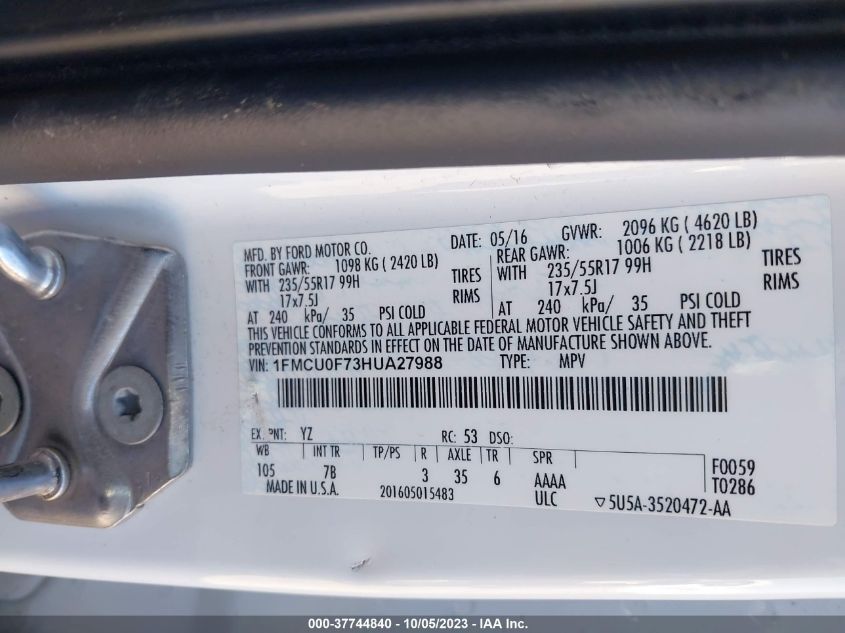 MFD. BY FORD MOTOR CO. DATE: 05/16 GVWR: 2096 KG ( 4620 LB)
FRONT GAWR: 1098 KG ( 2420 LB) REAR GAWR: 1006 KG ( 2218 LB)
WITH 235/55R17 99H TIRES WITH 235/55R17 99H TIRES
17x7.5J RIMS 17x7.5J RIMS
AT 240 kPa/ 35 PSI COLD AT 240 kPa/ 35 PSI COLD
THIS VEHICLE CONFORMS TO ALL APPLICABLE FEDERAL MOTOR VEHICLE SAFETY AND THEFT
PREVENTION STANDARDS IN EFFECT ON THE DATE OF MANUFACTURE SHOWN ABOVE.
VIN: 1FMCU0F73HUA27988 TYPE: MPV
PNT: YZ RC: 53 DSO:
WB INT TR TP/PS R AXLE TR SPR
105 7B 3 35 6 AAAA F0059
ULC T0286
MADE IN U.S.A. 201605015483 ▽5U5A-3520472-AA
000-37744840 - 10/05/2023 - IAA Inc.